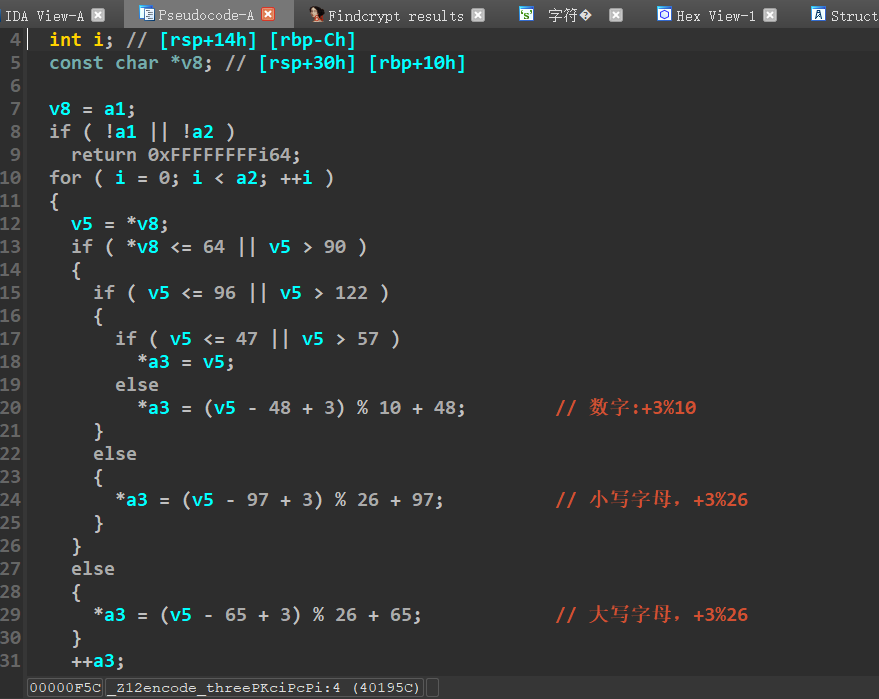 IDA View-A Pseudocode-A Findcrypt results 字符� Hex View-1 Struct
4 int i; // [rsp+14h] [rbp-Ch]
5 const char *v8; // [rsp+30h] [rbp+10h]
6
7 v8 = a1;
8 if ( !a1 || !a2 )
9 return 0xFFFFFFFFi64;
10 for ( i = 0; i < a2; ++i )
11 {
12 v5 = *v8;
13 if ( *v8 <= 64 || v5 > 90 )
14 {
15 if ( v5 <= 96 || v5 > 122 )
16 {
17 if ( v5 <= 47 || v5 > 57 )
18 *a3 = v5;
19 else
20 *a3 = (v5 - 48 + 3) % 10 + 48; // 数字:+3%10
21 }
22 else
23 {
24 *a3 = (v5 - 97 + 3) % 26 + 97; // 小写字母，+3%26
25 }
26 }
27 else
28 {
29 *a3 = (v5 - 65 + 3) % 26 + 65; // 大写字母，+3%26
30 }
31 ++a3;
00000F5C _Z12encode_threePKciPcPi:4 (40195C)